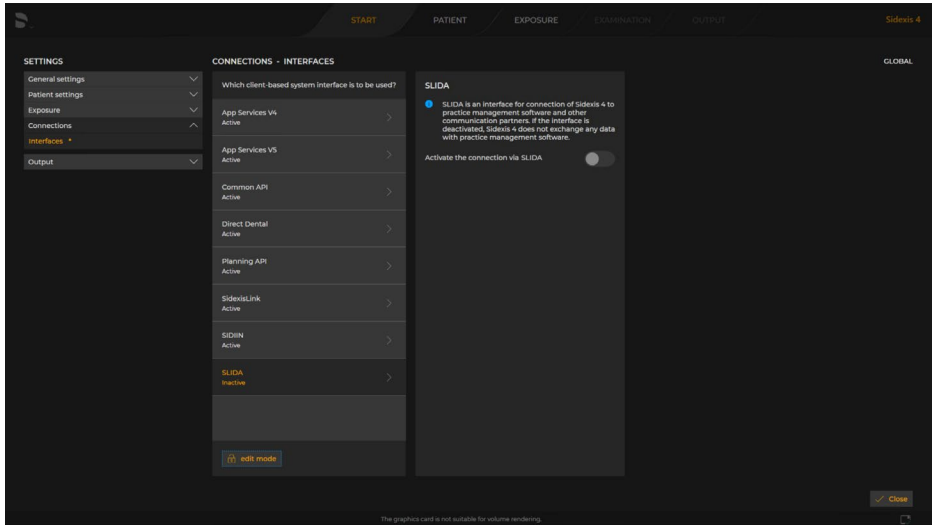 START
PATIENT
EXPOSURE
EXAMINATION
OUTPUT
Sidexis 4
SETTINGS
General settings
Patient settings
Exposure
Connections
Interfaces *
Output
CONNECTIONS - INTERFACES
GLOBAL
Which client-based system interface is to be used?
App Services V4
Active
App Services V5
Active
Common API
Active
Direct Dental
Active
Planning API
Active
SidexisLink
Active
SIDIIN
Active
SLIDA
Inactive
edit mode
SLIDA
SLIDA is an interface for connection of Sidexis 4 to
practice management software and other
communication partners. If the interface is
deactivated, Sidexis 4 does not exchange any data
with practice management software.
Activate the connection via SLIDA
Close
The graphics card is not suitable for volume rendering.